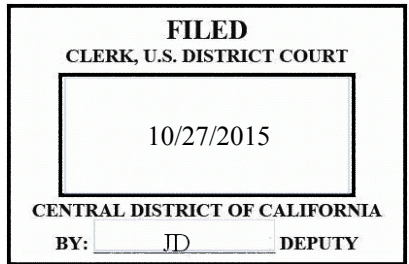 FILED
CLERK, U.S. DISTRICT COURT
10/27/2015
CENTRAL DISTRICT OF CALIFORNIA
BY: JD DEPUTY